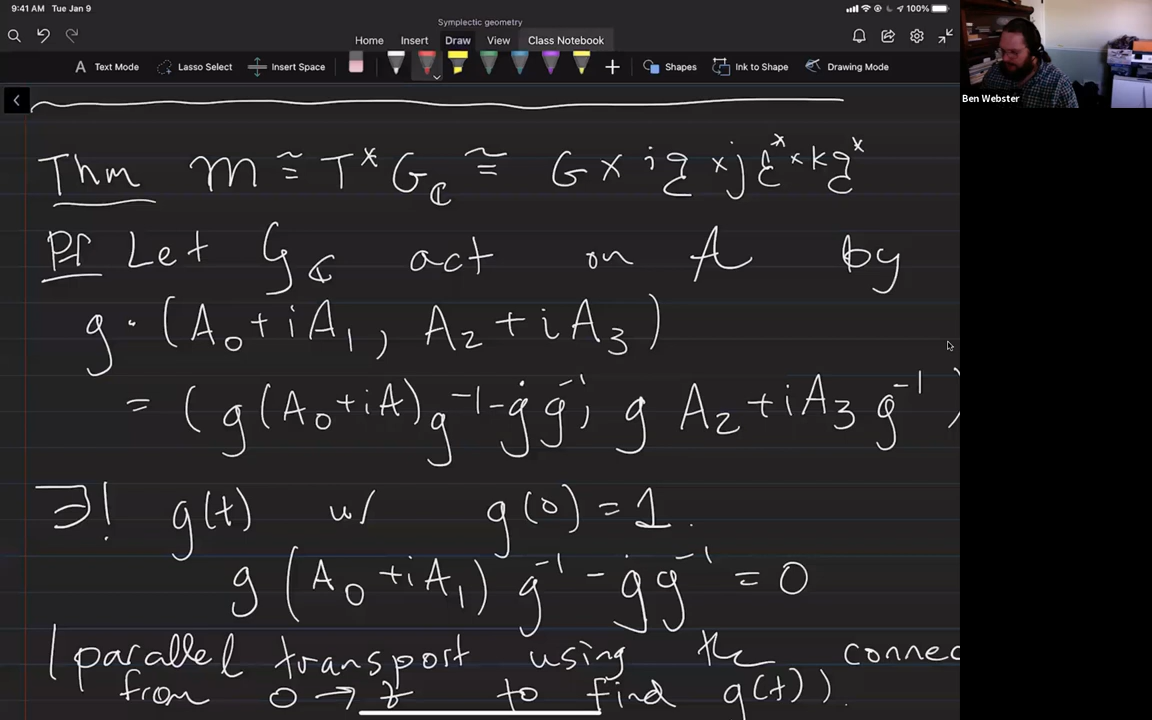 9:41 AM Tue Jan 9
100%
Symplectic geometry
Home Insert Draw View Class Notebook
Text Mode Lasso Select Insert Space Shapes Ink to Shape Drawing Mode
Ben Webster
Thm m ≅ T*G_ℂ ≅ G × i𝔤 × j𝔤* × k𝔤*
Pf Let G_ℂ act on A by
g · (A₀ + iA₁, A₂ + iA₃)
= (g(A₀ + iA)g⁻¹ - ġg⁻¹, g A₂ + iA₃ g⁻¹)
∃! g(t) w/ g(0) = 1.
g(A₀ + iA₁) g⁻¹ - ġg⁻¹ = 0
(parallel transport using the connec
from 0 → t to find g(t)).